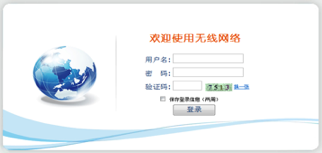 欢迎使用无线网络
用户名:
密 码:
验证码: 7513 换一张
保存登录信息(两周)
登录